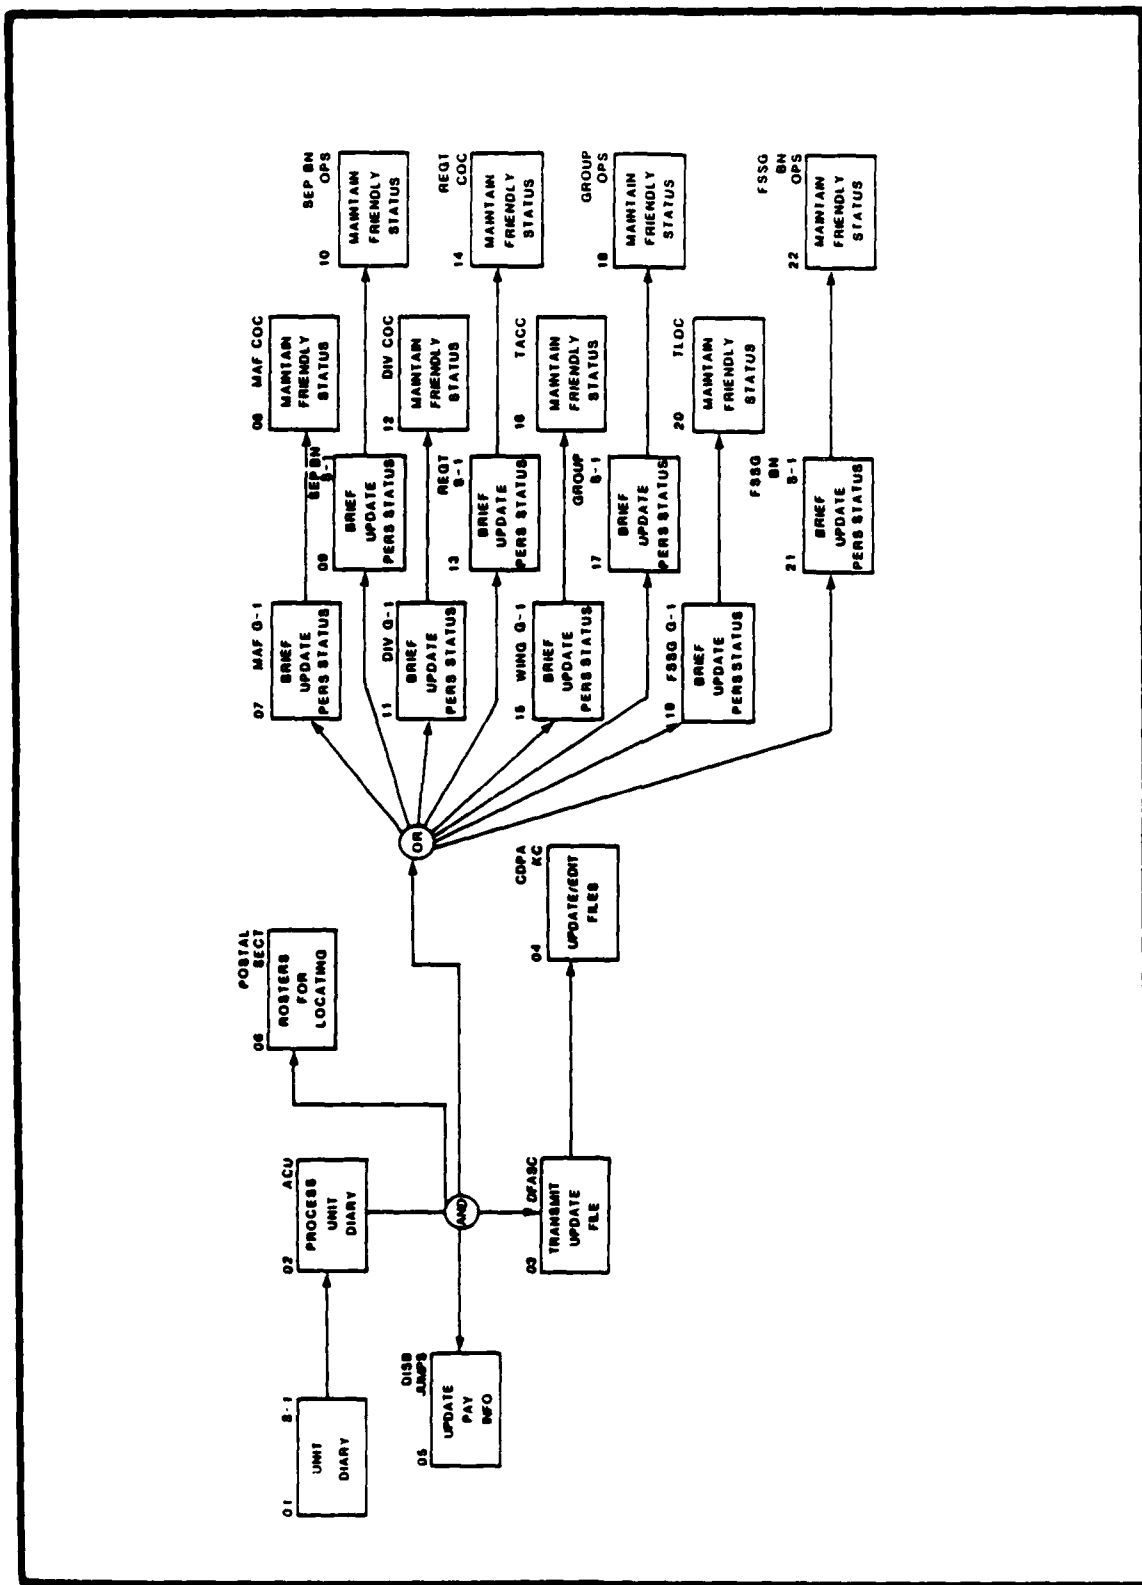 01 S-1
UNIT
DIARY
02 ACU
PROCESS
UNIT
DIARY
AND
03 DFASC
TRANSMIT
UPDATE
FILE
CDPA
04 KC
UPDATE/EDIT
FILES
DISB
05 JUMPS
UPDATE
PAY
INFO
POSTAL
06 SECT
ROSTERS
FOR
LOCATING
OR
07 MAF G-1
BRIEF
UPDATE
PERS STATUS
08 MAF COC
MAINTAIN
FRIENDLY
STATUS
SEP BN
09 S-1
BRIEF
UPDATE
PERS STATUS
SEP BN
10 OPS
MAINTAIN
FRIENDLY
STATUS
11 DIV G-1
BRIEF
UPDATE
PERS STATUS
12 DIV COC
MAINTAIN
FRIENDLY
STATUS
REGT
13 S-1
BRIEF
UPDATE
PERS STATUS
REGT
14 COC
MAINTAIN
FRIENDLY
STATUS
15 WING G-1
BRIEF
UPDATE
PERS STATUS
16 TACC
MAINTAIN
FRIENDLY
STATUS
GROUP
17 S-1
BRIEF
UPDATE
PERS STATUS
GROUP
18 OPS
MAINTAIN
FRIENDLY
STATUS
19 FSSG G-1
BRIEF
UPDATE
PERS STATUS
20 TLOC
MAINTAIN
FRIENDLY
STATUS
FSSG
BN
21 S-1
BRIEF
UPDATE
PERS STATUS
FSSG
BN
22 OPS
MAINTAIN
FRIENDLY
STATUS